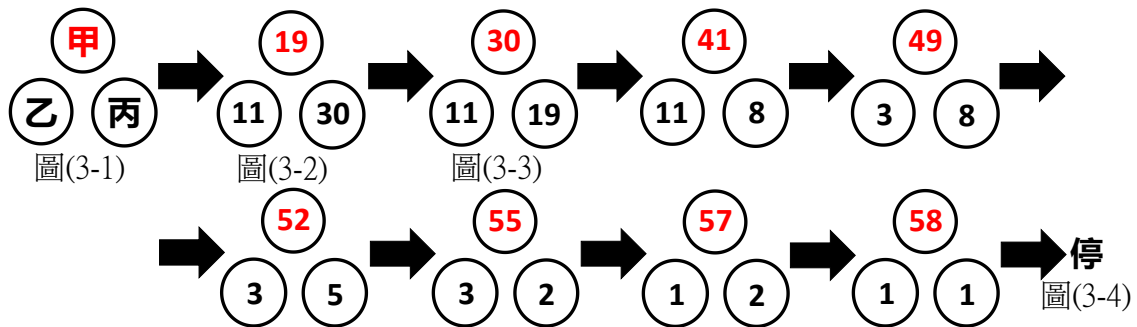 甲 19 30 41 49
乙 丙 11 30 11 19 11 8 3 8
圖(3-1) 圖(3-2) 圖(3-3)
52 55 57 58
停
3 5 3 2 1 2 1 1
圖(3-4)